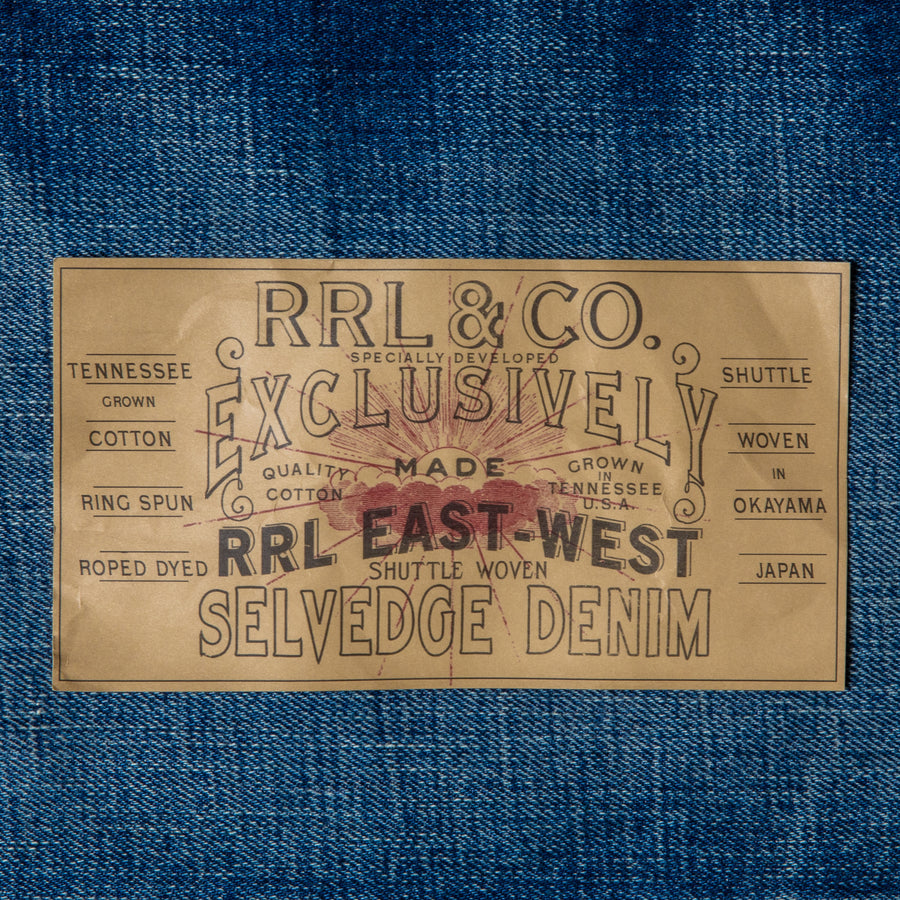 RRL & CO.
SPECIALLY DEVELOPED
EXCLUSIVELY
MADE
QUALITY
COTTON
GROWN
IN
TENNESSEE
U.S.A.
RRL EAST-WEST
SHUTTLE WOVEN
SELVEDGE DENIM
TENNESSEE
GROWN
COTTON
RING SPUN
ROPED DYED
SHUTTLE
WOVEN
IN
OKAYAMA
JAPAN